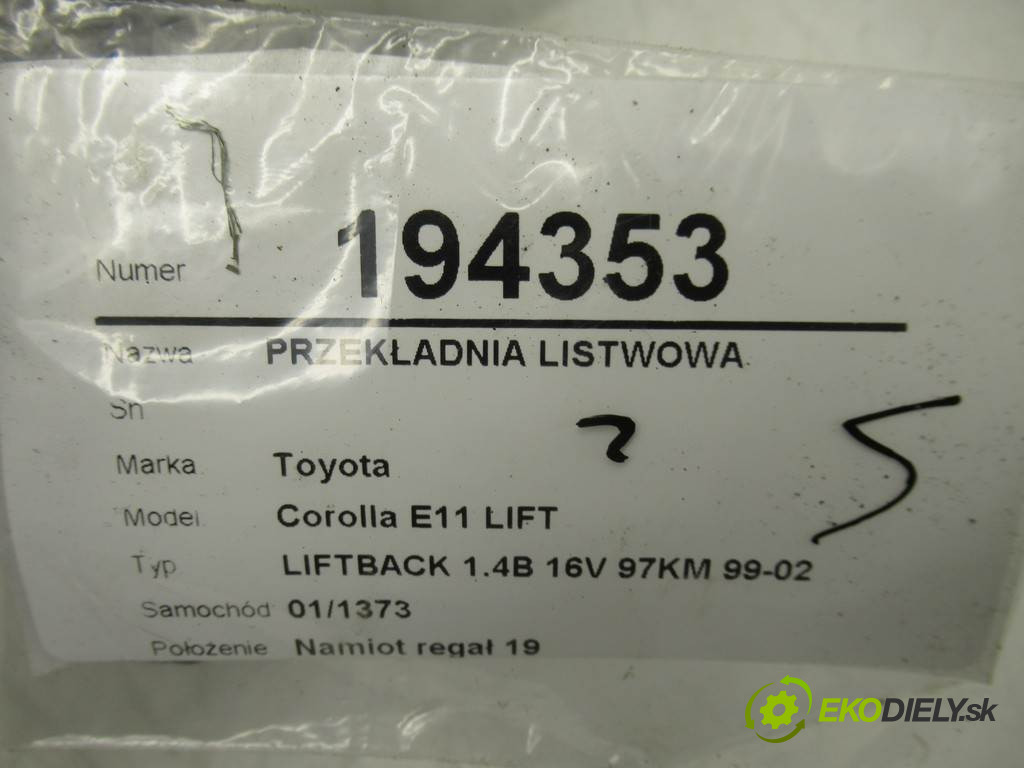 Numer 194353
Nazwa PRZEKŁADNIA LISTWOWA
Sn
Marka Toyota
Model Corolla E11 LIFT
Typ LIFTBACK 1.4B 16V 97KM 99-02
Samochód 01/1373
Położenie Namiot regał 19
EKODIELY.sk